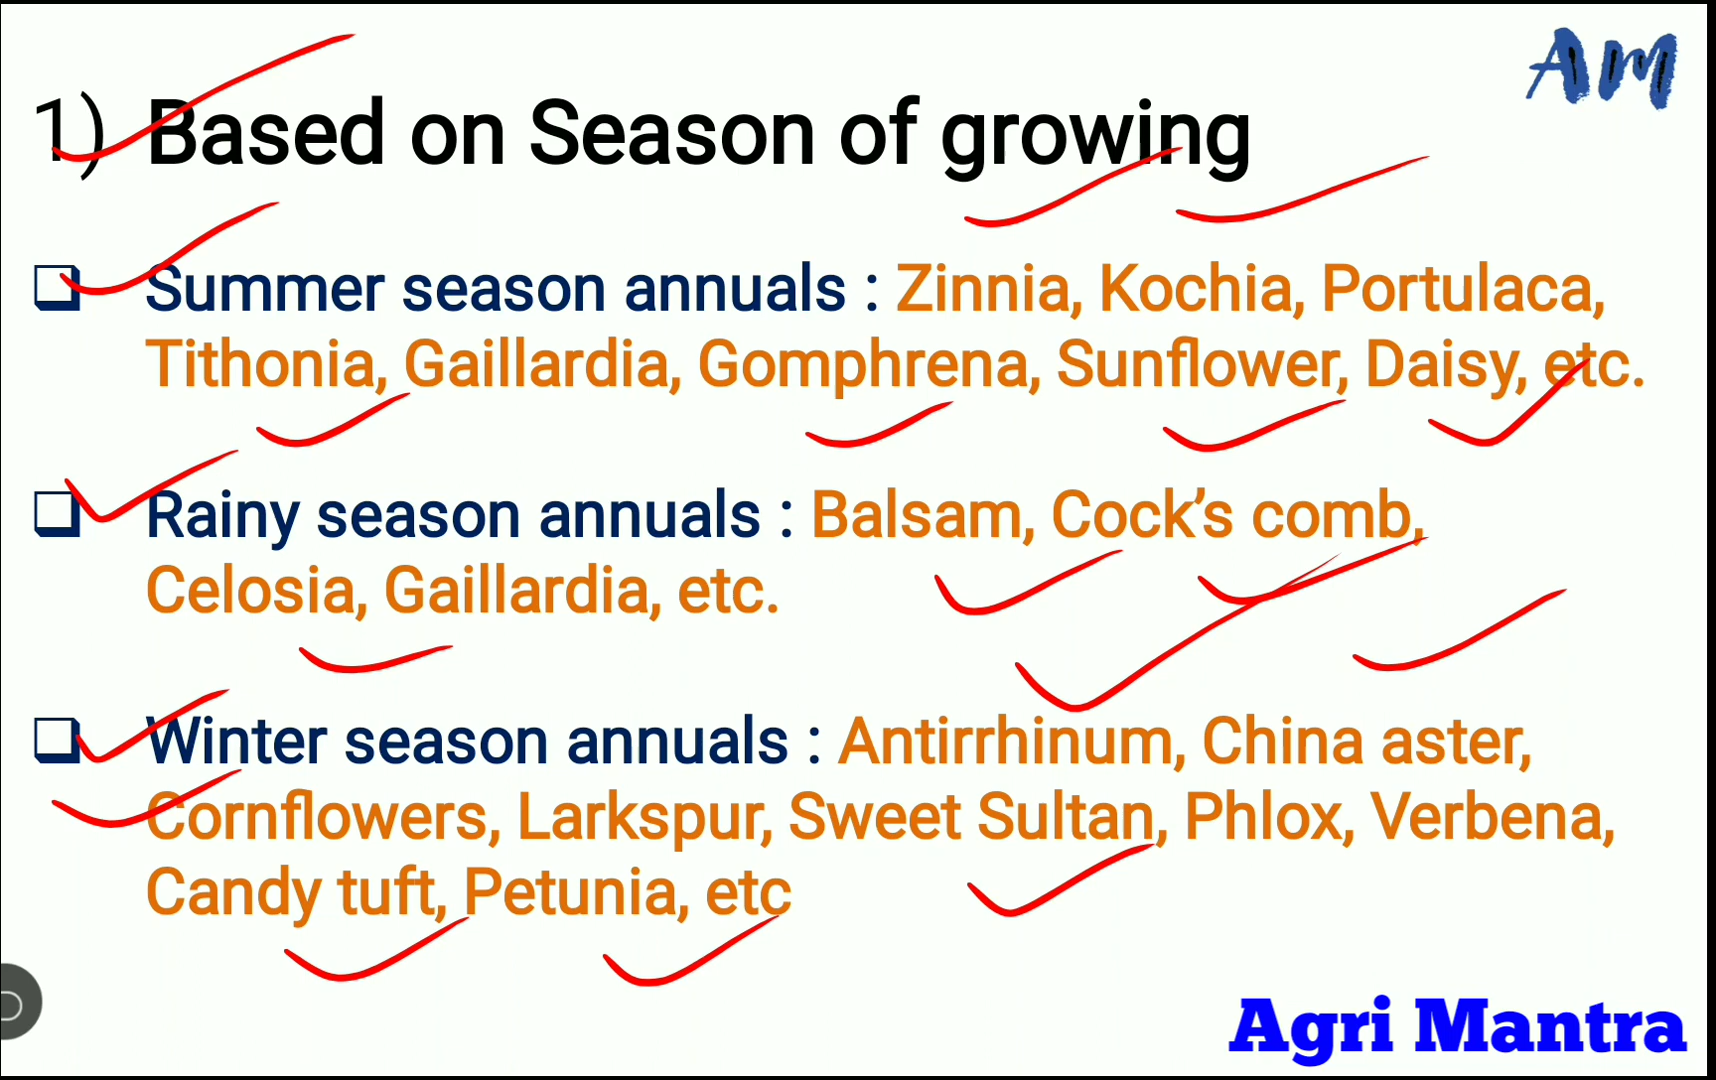 AM
1) Based on Season of growing
Summer season annuals : Zinnia, Kochia, Portulaca,
Tithonia, Gaillardia, Gomphrena, Sunflower, Daisy, etc.
Rainy season annuals : Balsam, Cock’s comb,
Celosia, Gaillardia, etc.
Winter season annuals : Antirrhinum, China aster,
Cornflowers, Larkspur, Sweet Sultan, Phlox, Verbena,
Candy tuft, Petunia, etc
Agri Mantra